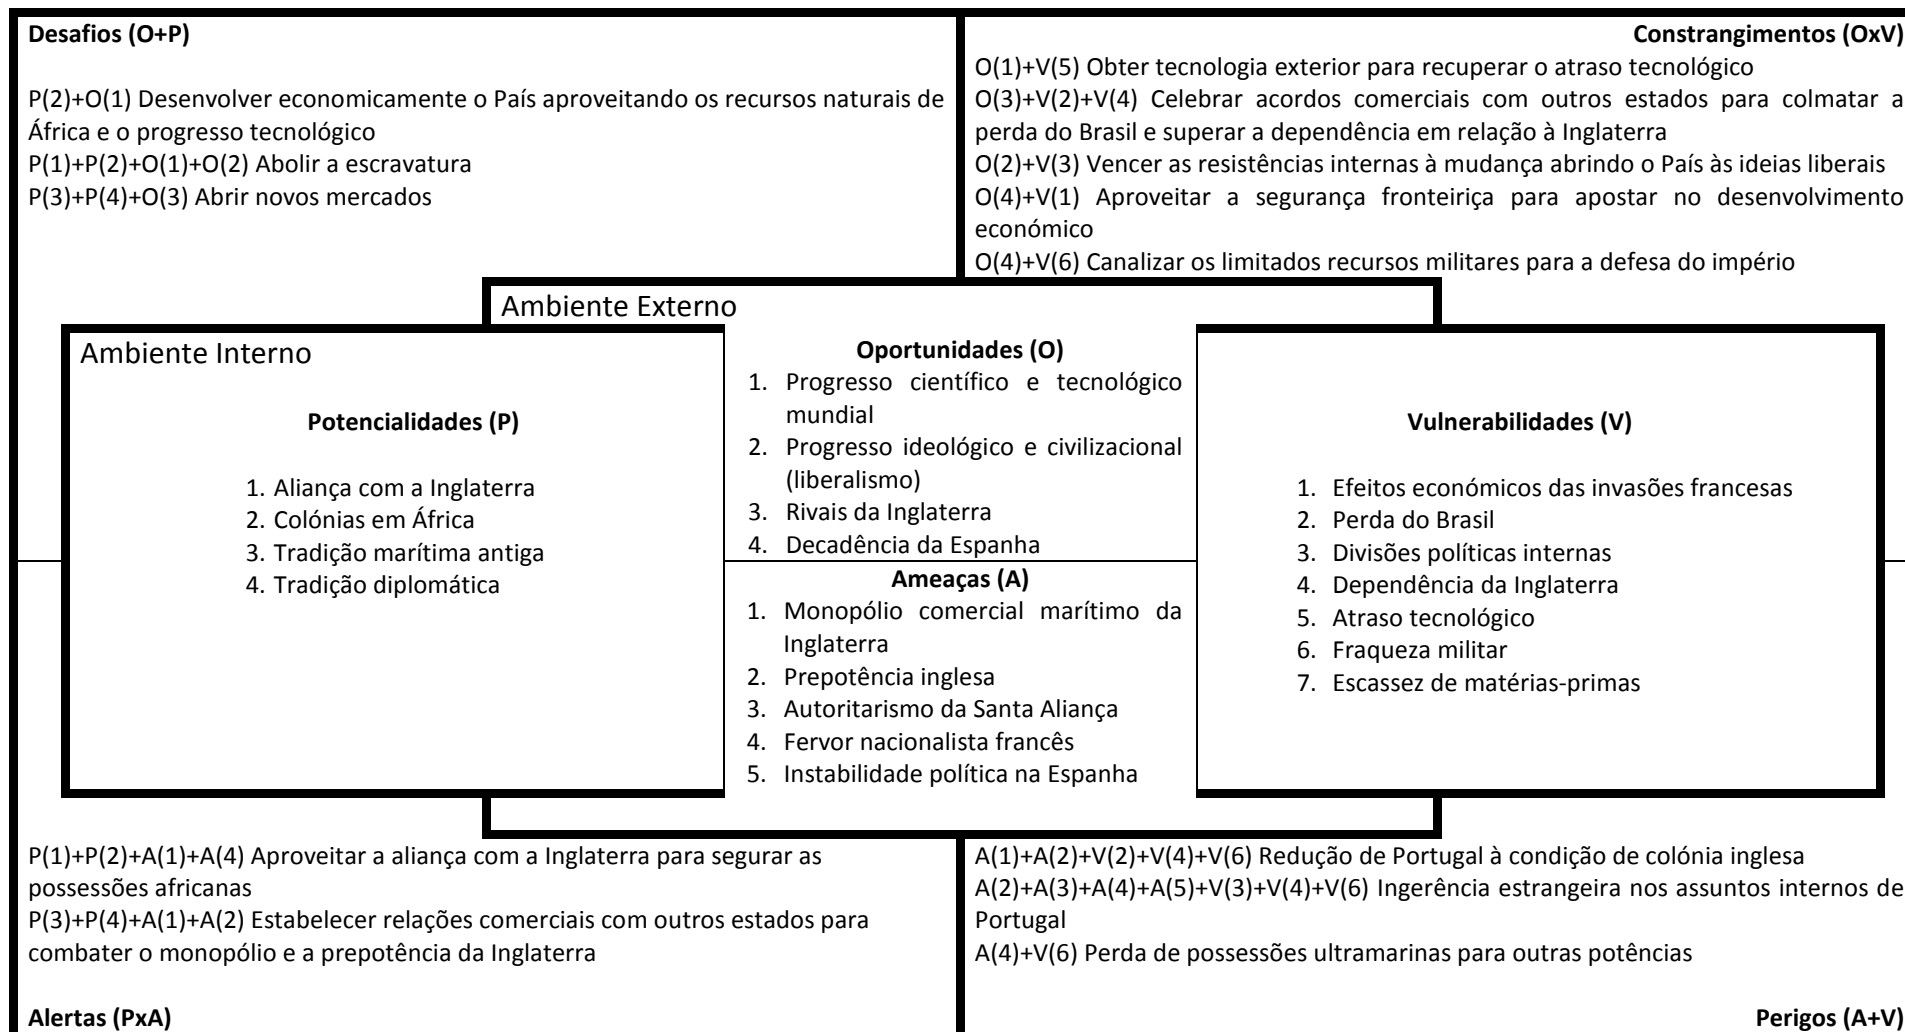 Desafios (O+P)
P(2)+O(1) Desenvolver economicamente o País aproveitando os recursos naturais de
África e o progresso tecnológico
P(1)+P(2)+O(1)+O(2) Abolir a escravatura
P(3)+P(4)+O(3) Abrir novos mercados
Constrangimentos (OxV)
O(1)+V(5) Obter tecnologia exterior para recuperar o atraso tecnológico
O(3)+V(2)+V(4) Celebrar acordos comerciais com outros estados para colmatar a
perda do Brasil e superar a dependência em relação à Inglaterra
O(2)+V(3) Vencer as resistências internas à mudança abrindo o País às ideias liberais
O(4)+V(1) Aproveitar a segurança fronteiriça para apostar no desenvolvimento
económico
O(4)+V(6) Canalizar os limitados recursos militares para a defesa do império
Ambiente Externo
Ambiente Interno
Potencialidades (P)
1. Aliança com a Inglaterra
2. Colónias em África
3. Tradição marítima antiga
4. Tradição diplomática
Oportunidades (O)
1. Progresso científico e tecnológico
mundial
2. Progresso ideológico e civilizacional
(liberalismo)
3. Rivais da Inglaterra
4. Decadência da Espanha
Ameaças (A)
1. Monopólio comercial marítimo da
Inglaterra
2. Prepotência inglesa
3. Autoritarismo da Santa Aliança
4. Fervor nacionalista francês
5. Instabilidade política na Espanha
Vulnerabilidades (V)
1. Efeitos económicos das invasões francesas
2. Perda do Brasil
3. Divisões políticas internas
4. Dependência da Inglaterra
5. Atraso tecnológico
6. Fraqueza militar
7. Escassez de matérias-primas
P(1)+P(2)+A(1)+A(4) Aproveitar a aliança com a Inglaterra para segurar as
possessões africanas
P(3)+P(4)+A(1)+A(2) Estabelecer relações comerciais com outros estados para
combater o monopólio e a prepotência da Inglaterra
Alertas (PxA)
A(1)+A(2)+V(2)+V(4)+V(6) Redução de Portugal à condição de colónia inglesa
A(2)+A(3)+A(4)+A(5)+V(3)+V(4)+V(6) Ingerência estrangeira nos assuntos internos de
Portugal
A(4)+V(6) Perda de possessões ultramarinas para outras potências
Perigos (A+V)